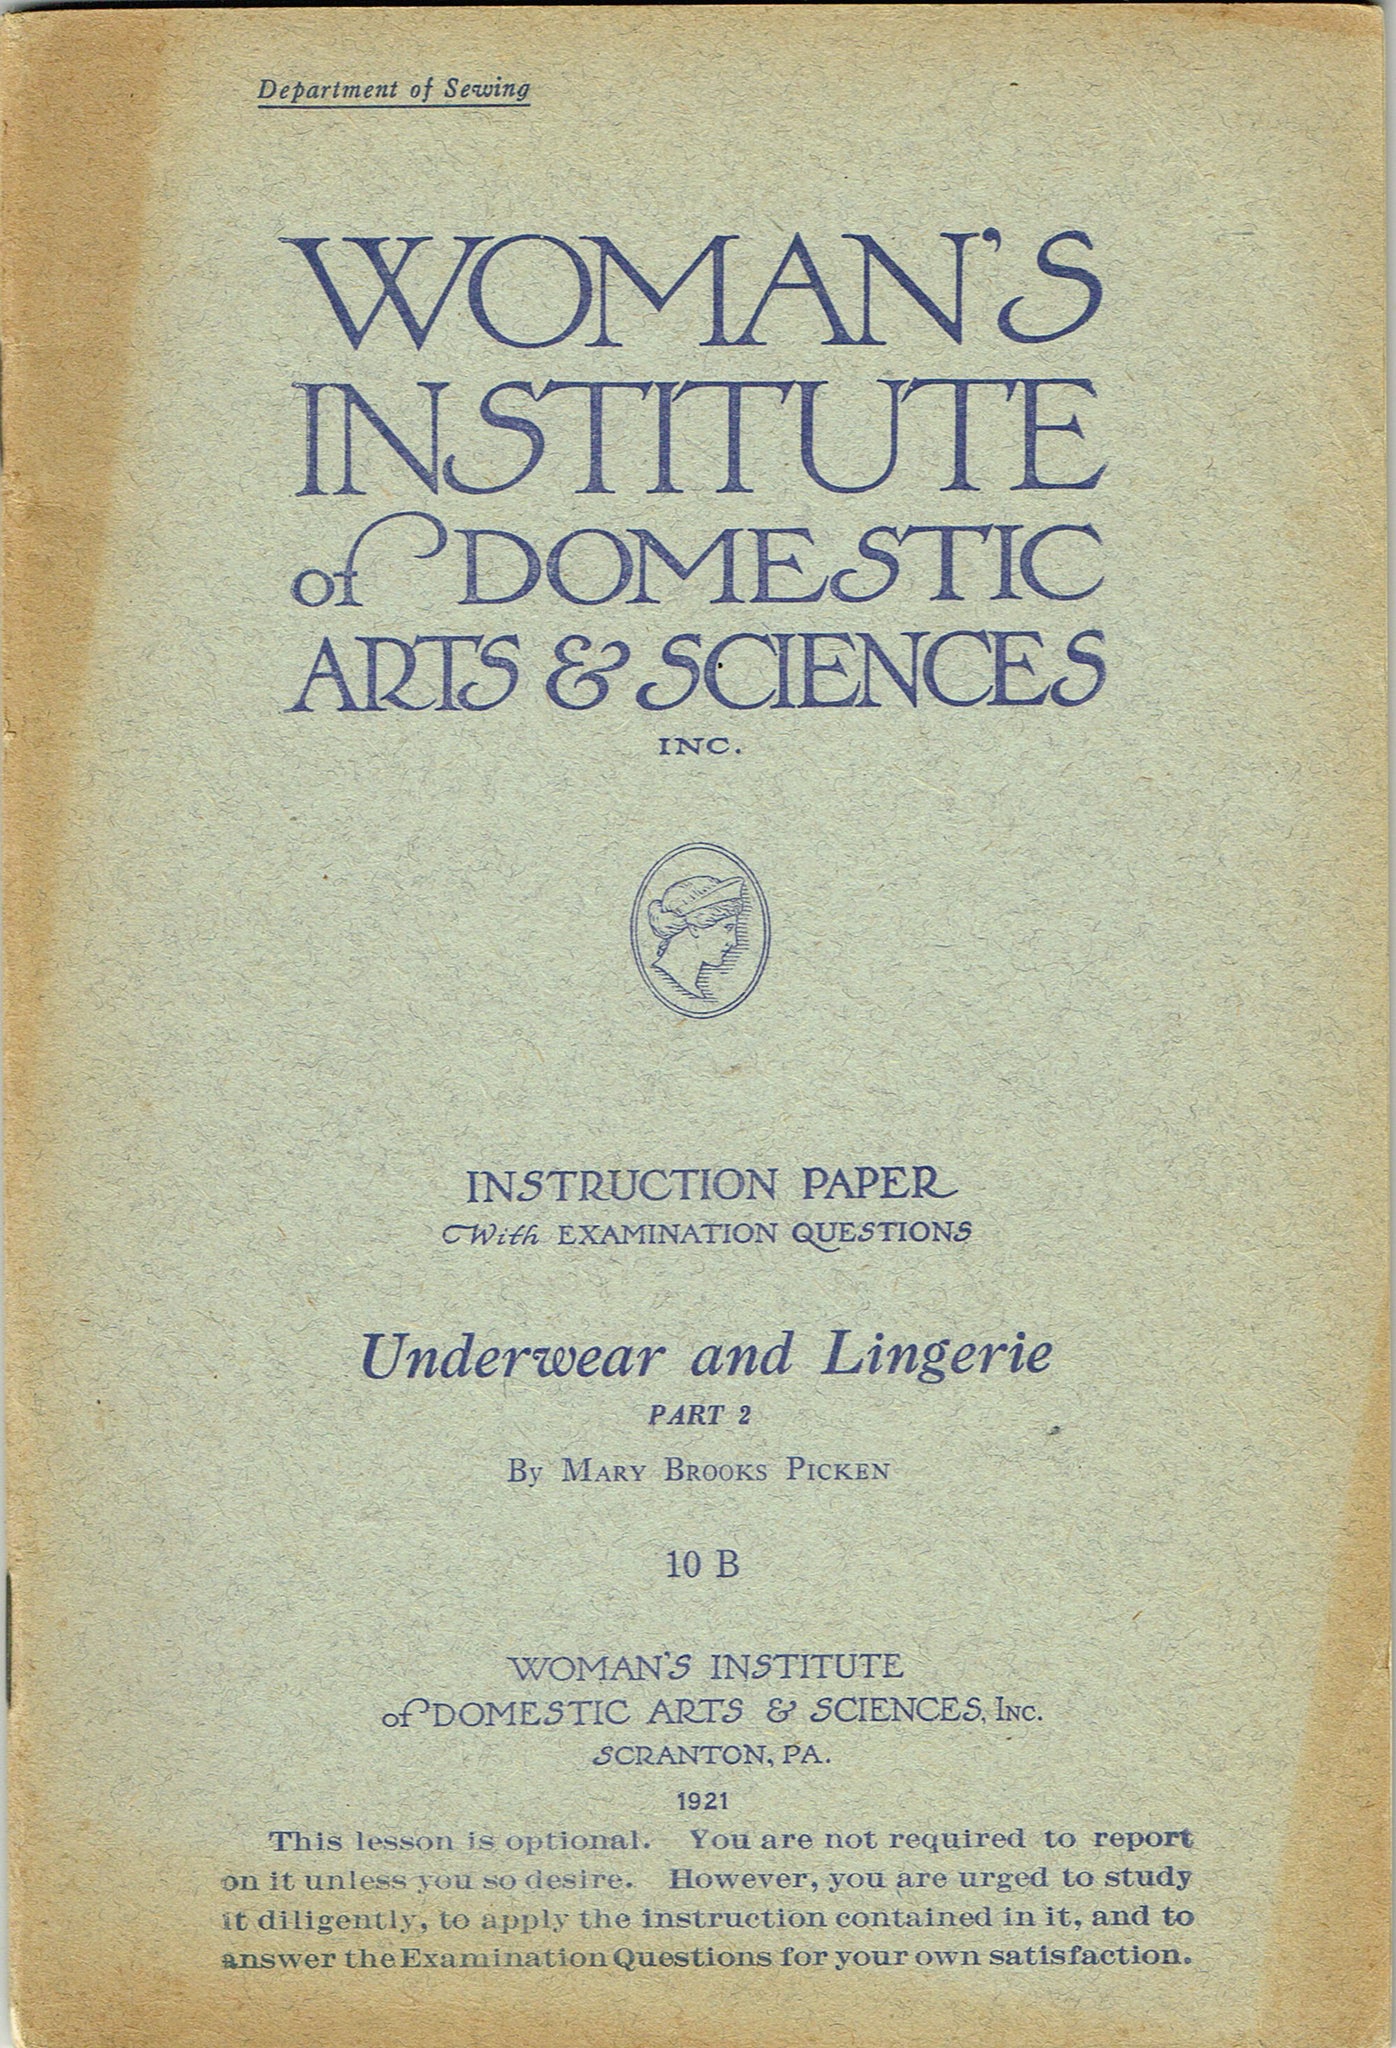 Department of Sewing
WOMAN'S
INSTITUTE
of DOMESTIC
ARTS & SCIENCES
INC.
INSTRUCTION PAPER
With EXAMINATION QUESTIONS
Underwear and Lingerie
PART 2
By MARY BROOKS PICKEN
10 B
WOMAN'S INSTITUTE
of DOMESTIC ARTS & SCIENCES, INC.
SCRANTON, PA.
1921
This lesson is optional. You are not required to report
on it unless you so desire. However, you are urged to study
it diligently, to apply the instruction contained in it, and to
answer the Examination Questions for your own satisfaction.